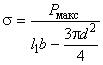 σ = Pмакс / (l₁b − 3πd² / 4)